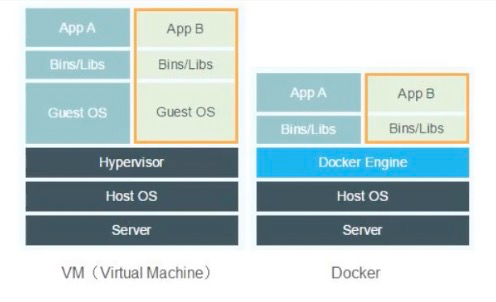 App A
App B
Bins/Libs
Bins/Libs
Guest OS
Guest OS
Hypervisor
Host OS
Server
VM（Virtual Machine）
App A
App B
Bins/Libs
Bins/Libs
Docker Engine
Host OS
Server
Docker